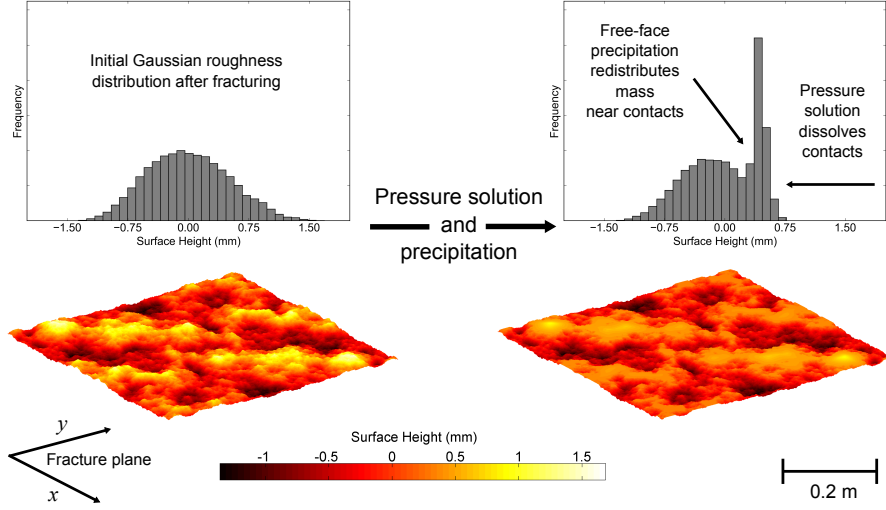 Initial Gaussian roughness
distribution after fracturing
Frequency
−1.50 −0.75 0.00 0.75 1.50
Surface Height (mm)
Pressure solution
and
precipitation
Free-face
precipitation
redistributes
mass
near contacts
Pressure
solution
dissolves
contacts
Frequency
−1.50 −0.75 0.00 0.75 1.50
Surface Height (mm)
y
Fracture plane
x
Surface Height (mm)
-1 -0.5 0 0.5 1 1.5
0.2 m